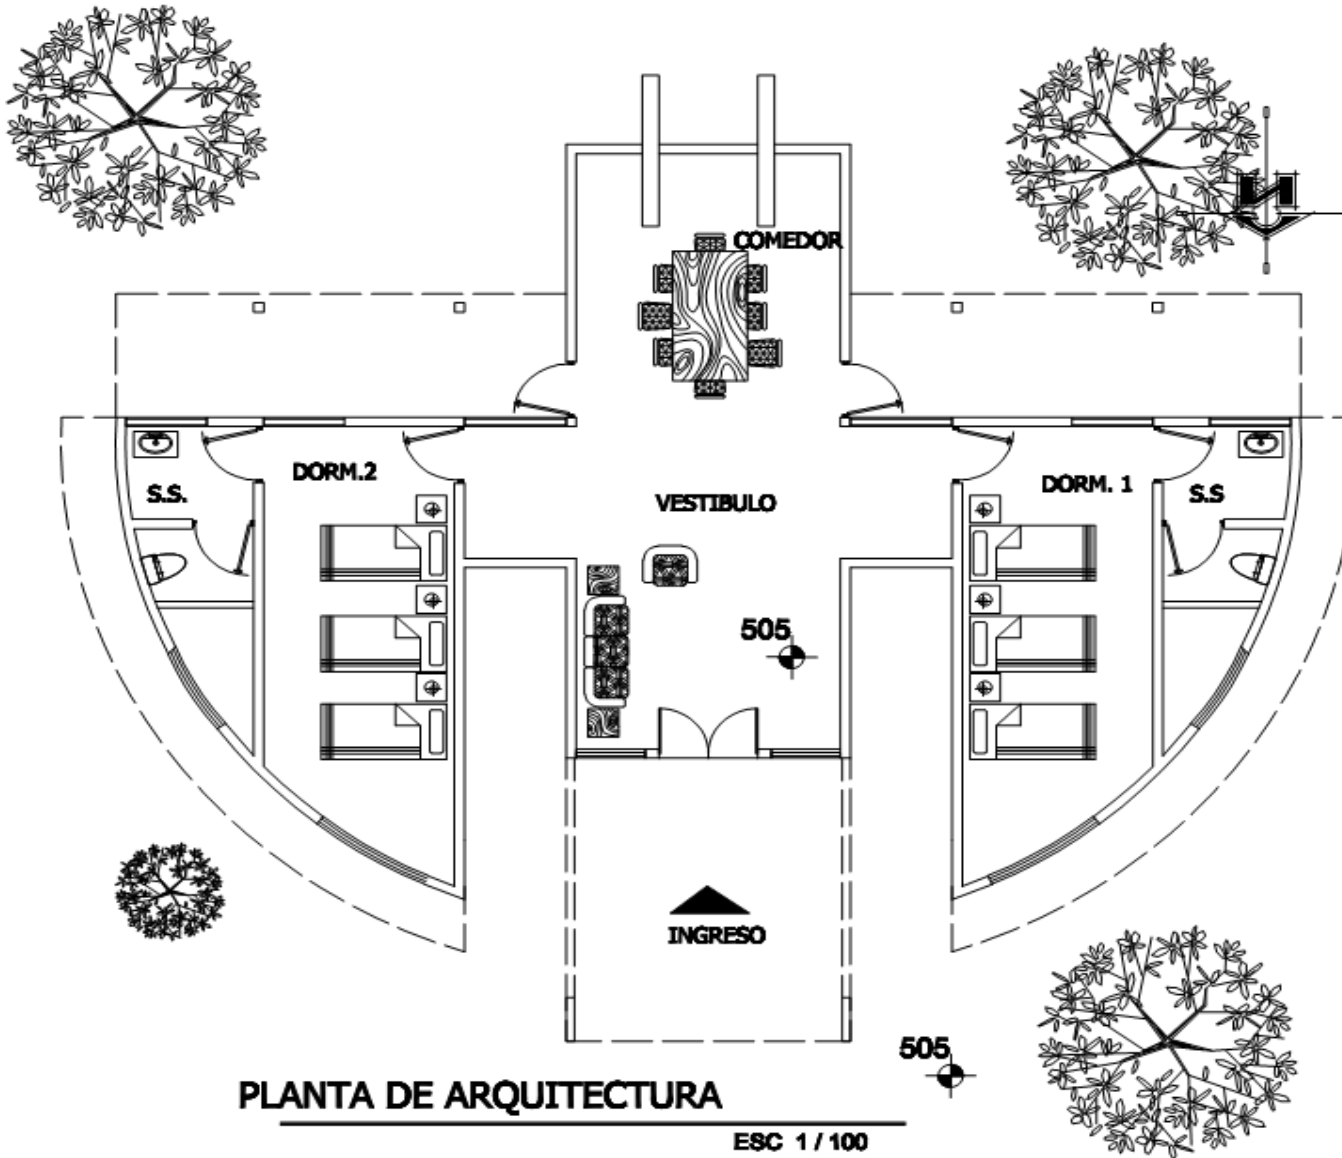 COMEDOR
N
DORM.2
DORM. 1
S.S.
S.S
VESTIBULO
505
INGRESO
505
PLANTA DE ARQUITECTURA
ESC 1 / 100